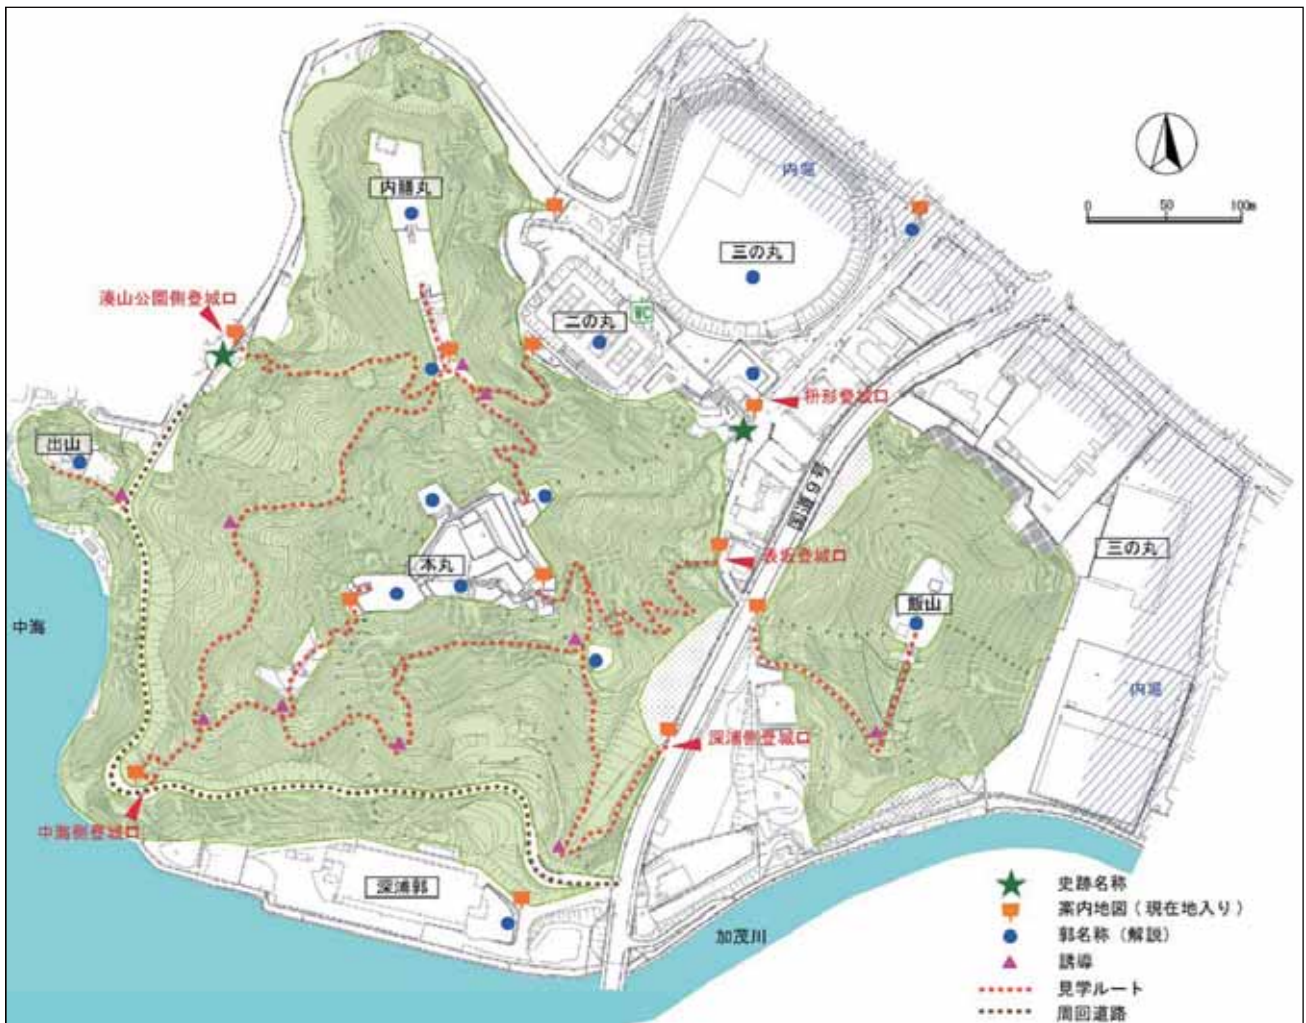 内堀
0 50 100m
内膳丸
三の丸
湊山公園側登城口
二の丸
WC
枡形登城口
出山
国道9号
本丸
表坂登城口
三の丸
飯山
中海
内堀
深浦側登城口
中海側登城口
深浦郭
加茂川
史跡名称
案内地図(現在地入り)
郭名称(解説)
誘導
見学ルート
周回道路